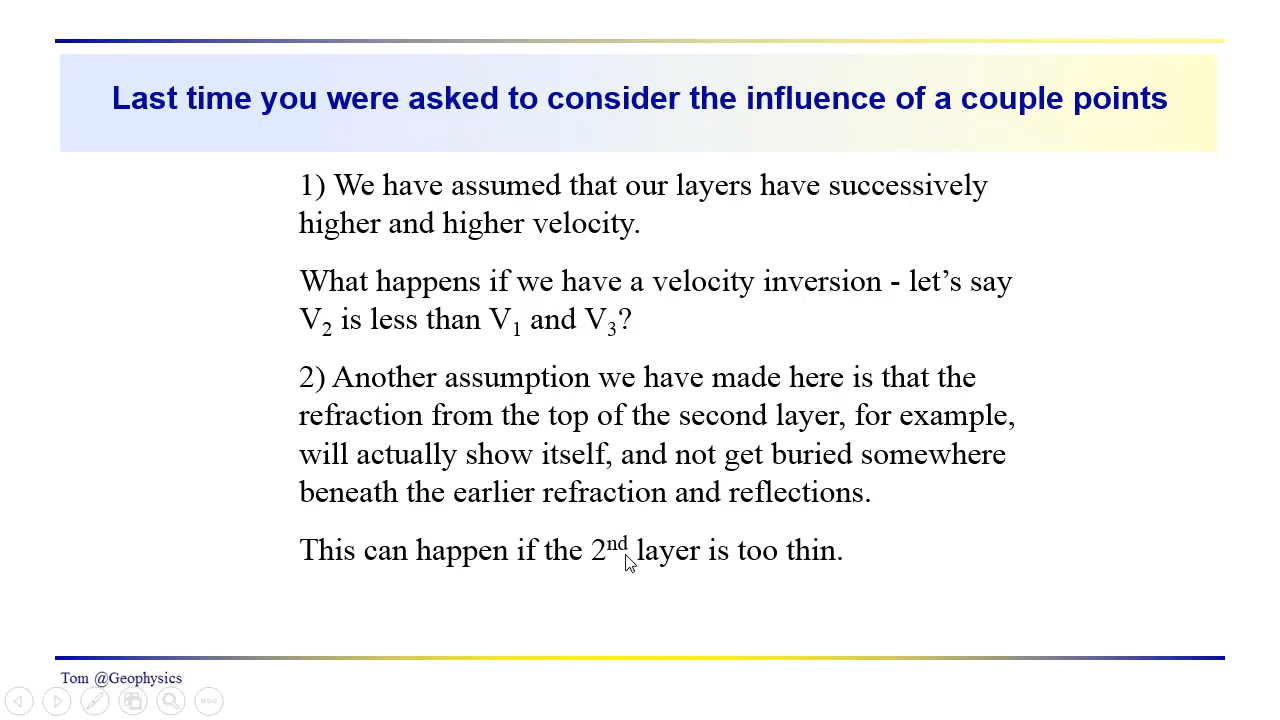 Last time you were asked to consider the influence of a couple points
1) We have assumed that our layers have successively
higher and higher velocity.
What happens if we have a velocity inversion - let’s say
V₂ is less than V₁ and V₃?
2) Another assumption we have made here is that the
refraction from the top of the second layer, for example,
will actually show itself, and not get buried somewhere
beneath the earlier refraction and reflections.
This can happen if the 2ⁿᵈ layer is too thin.
Tom @Geophysics